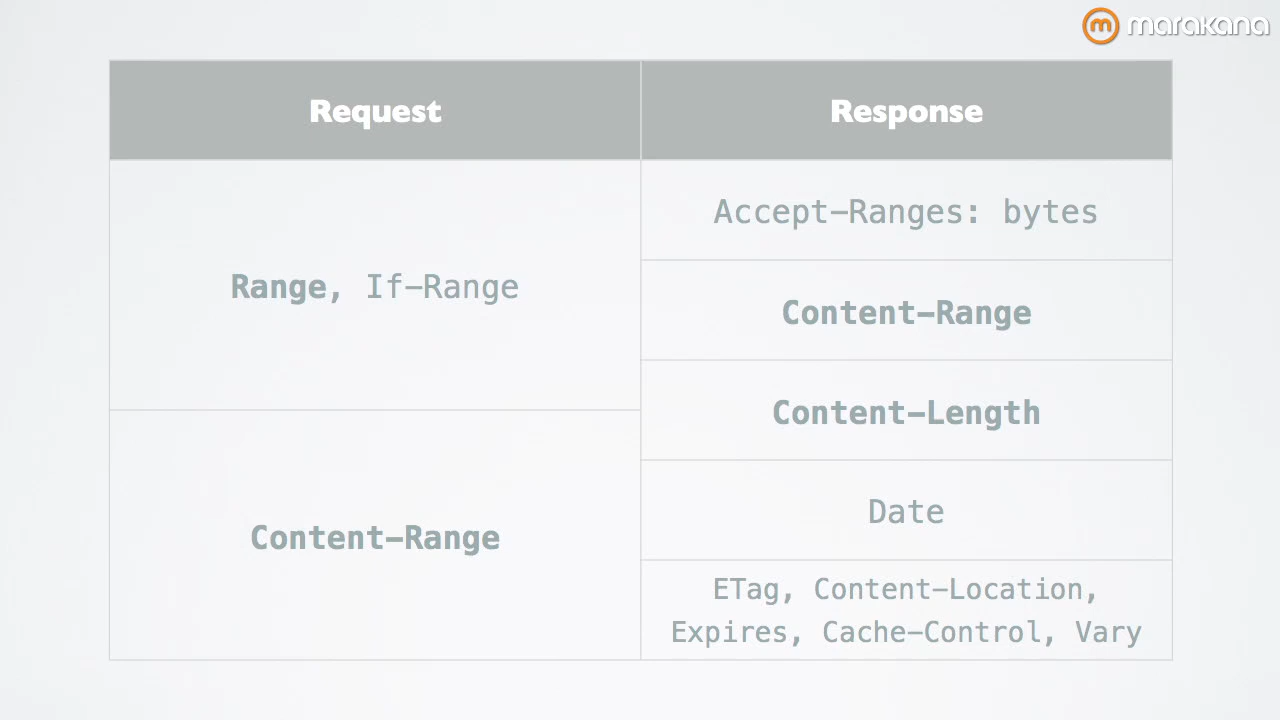 marakana
Request
Response
Range, If-Range
Content-Range
Accept-Ranges: bytes
Content-Range
Content-Length
Date
ETag, Content-Location,
Expires, Cache-Control, Vary